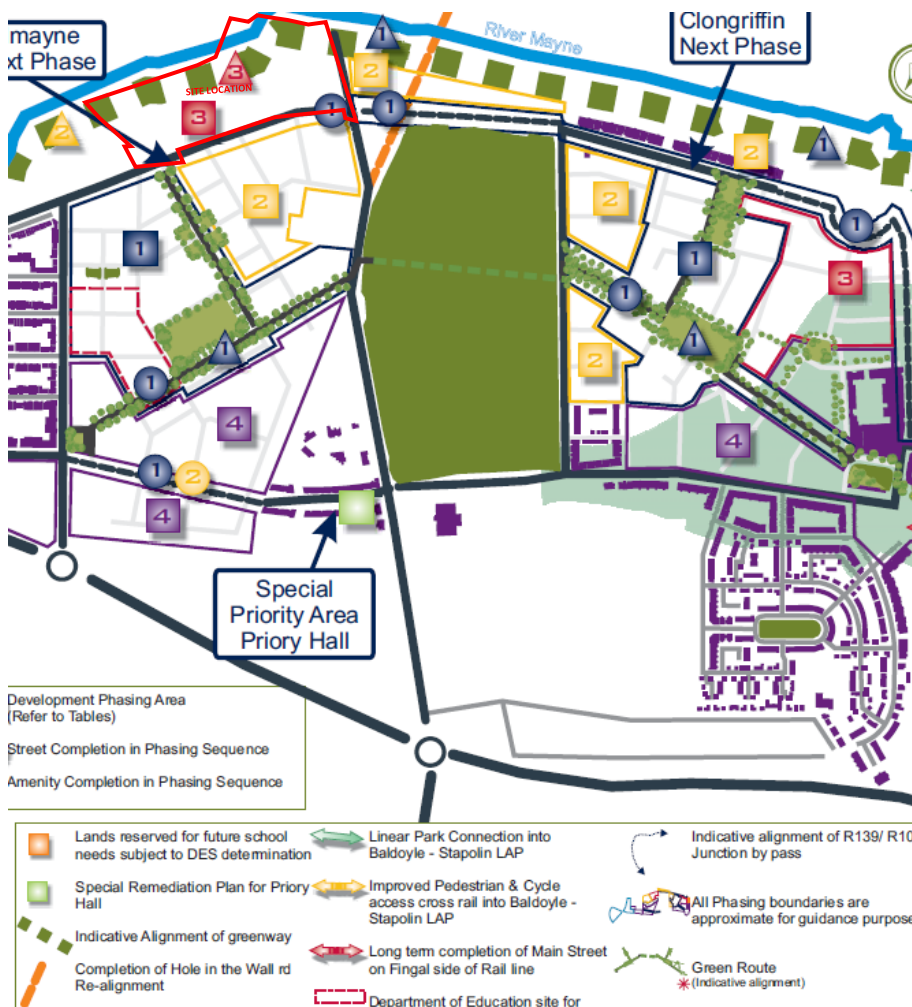 mayne
xt Phase
River Mayne
Clongriffin
Next Phase
1
2
3
SITE LOCATION
3
2
1
1
2
1
2
2
1
1
1
3
1
2
1
1
1
4
4
1
2
4
Special
Priority Area
Priory Hall
Development Phasing Area
(Refer to Tables)
Street Completion in Phasing Sequence
Amenity Completion in Phasing Sequence
Lands reserved for future school
needs subject to DES determination
Special Remediation Plan for Priory
Hall
Indicative Alignment of greenway
Completion of Hole in the Wall rd
Re-alignment
Linear Park Connection into
Baldoyle - Stapolin LAP
Improved Pedestrian & Cycle
access cross rail into Baldoyle -
Stapolin LAP
Long term completion of Main Street
on Fingal side of Rail line
Department of Education site for
Indicative alignment of R139/ R10
Junction by pass
All Phasing boundaries are
approximate for guidance purpose
Green Route
(Indicative alignment)